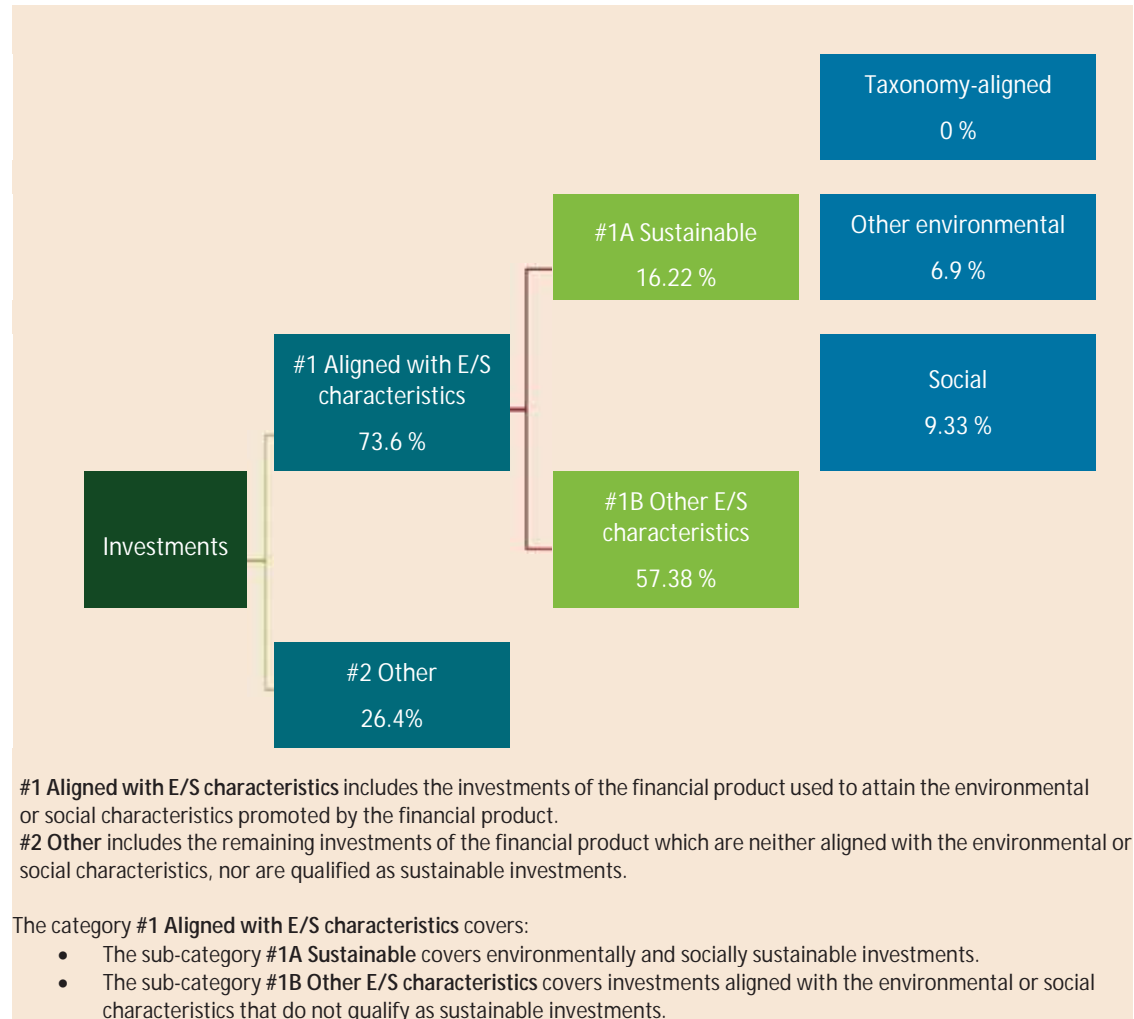 Taxonomy-aligned
0 %
#1A Sustainable
16.22 %
Other environmental
6.9 %
#1 Aligned with E/S
characteristics
73.6 %
Social
9.33 %
Investments
#1B Other E/S
characteristics
57.38 %
#2 Other
26.4%
#1 Aligned with E/S characteristics includes the investments of the financial product used to attain the environmental
or social characteristics promoted by the financial product.
#2 Other includes the remaining investments of the financial product which are neither aligned with the environmental or
social characteristics, nor are qualified as sustainable investments.
The category #1 Aligned with E/S characteristics covers:
• The sub-category #1A Sustainable covers environmentally and socially sustainable investments.
• The sub-category #1B Other E/S characteristics covers investments aligned with the environmental or social
characteristics that do not qualify as sustainable investments.